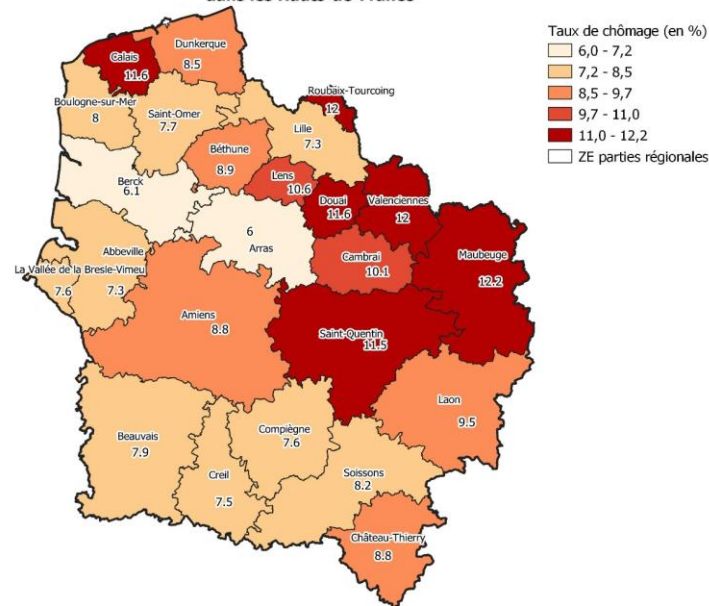 dans les Hauts-de-France
Taux de chômage (en %)
6,0 - 7,2
7,2 - 8,5
8,5 - 9,7
9,7 - 11,0
11,0 - 12,2
ZE parties régionales
Dunkerque
8.5
Calais
11.6
Roubaix-Tourcoing
12
Boulogne-sur-Mer
8
Saint-Omer
7.7
Lille
7.3
Béthune
8.9
Lens
10.6
Berck
6.1
Douai
11.6
Valenciennes
12
6
Arras
Abbeville
7.3
Cambrai
10.1
Maubeuge
12.2
La Vallée de la Bresle-Vimeu
7.6
Amiens
8.8
Saint-Quentin
11.5
Laon
9.5
Beauvais
7.9
Compiègne
7.6
Creil
7.5
Soissons
8.2
Château-Thierry
8.8